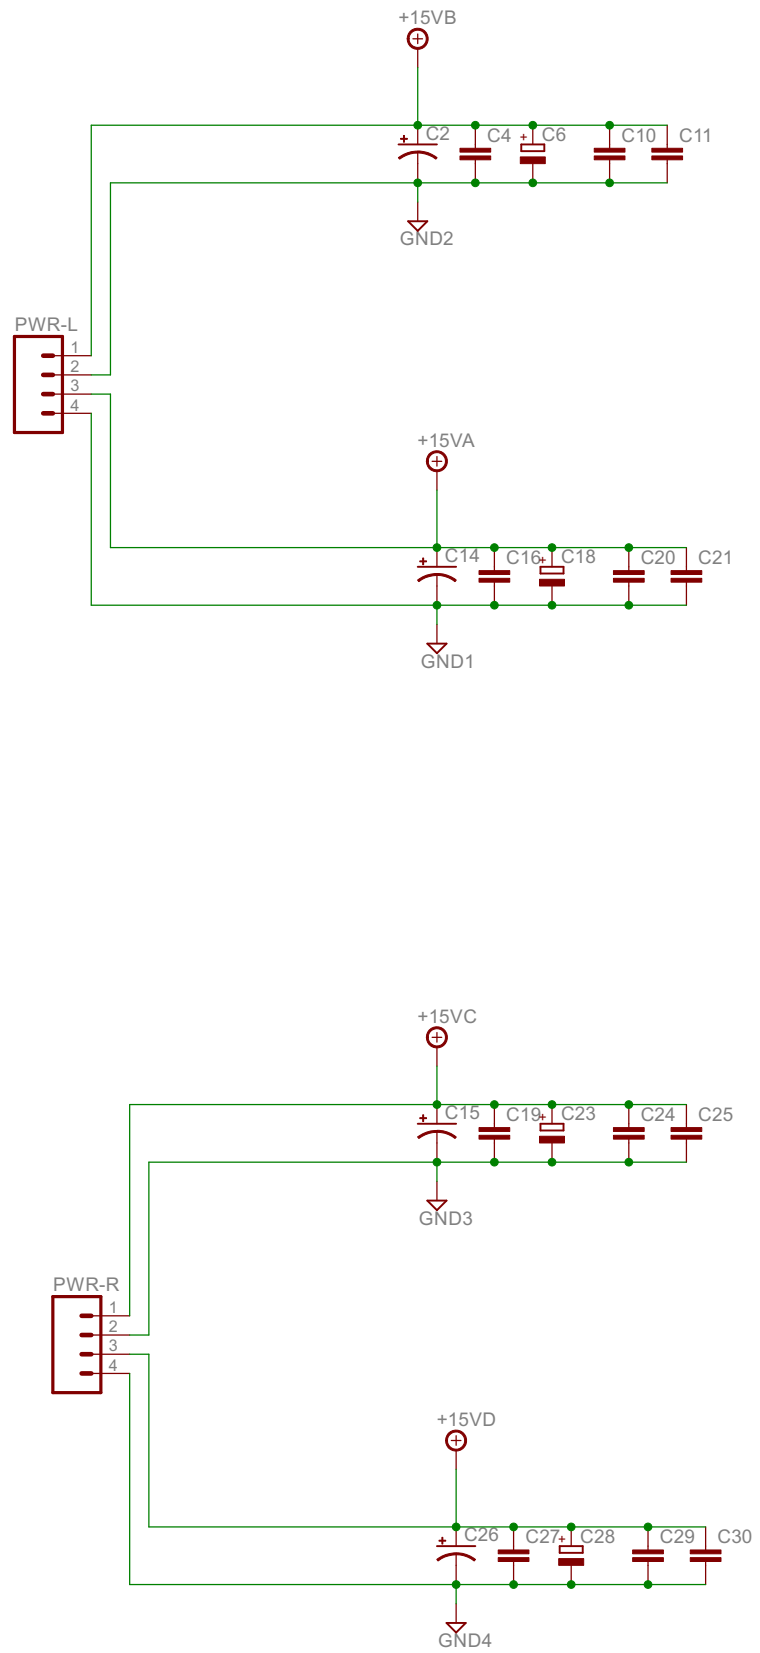 +15VB
C2 C4 C6 C10 C11
GND2
PWR-L
1
2
3
4
+15VA
C14 C16 C18 C20 C21
GND1
+15VC
C15 C19 C23 C24 C25
GND3
PWR-R
1
2
3
4
+15VD
C26 C27 C28 C29 C30
GND4